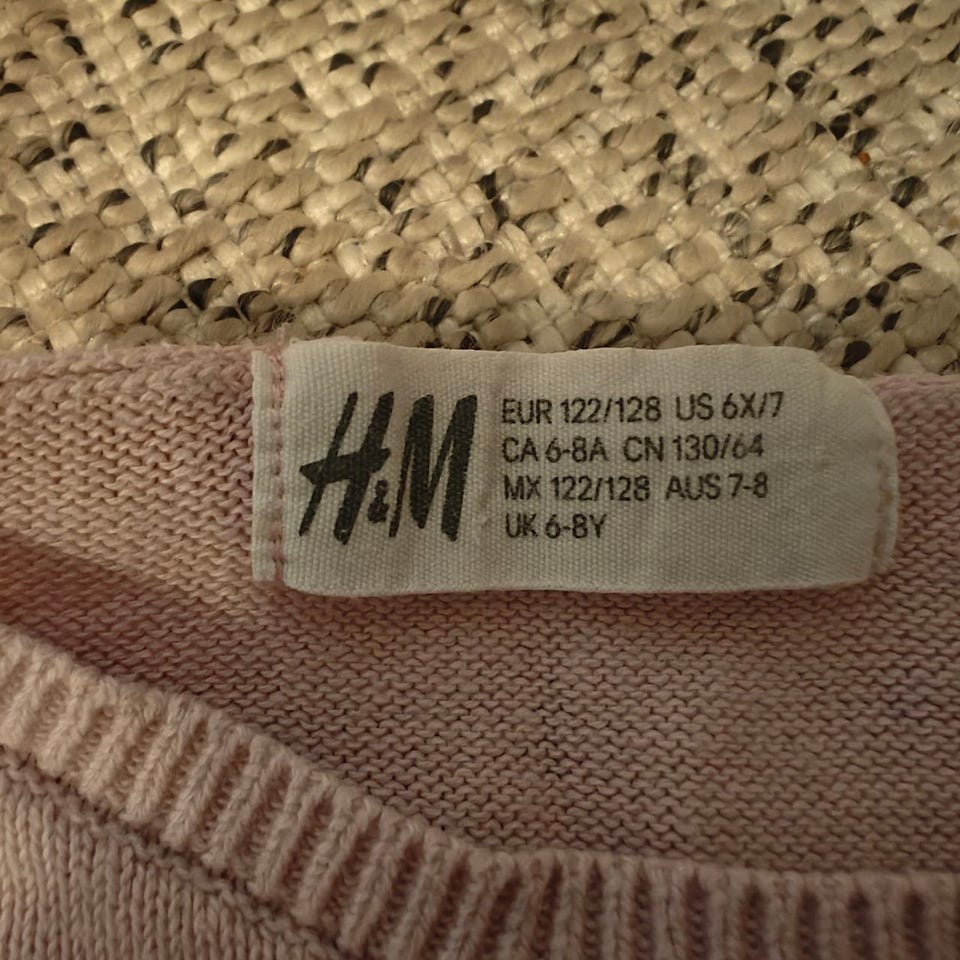 H&M
EUR 122/128 US 6X/7
CA 6-8A CN 130/64
MX 122/128 AUS 7-8
UK 6-8Y